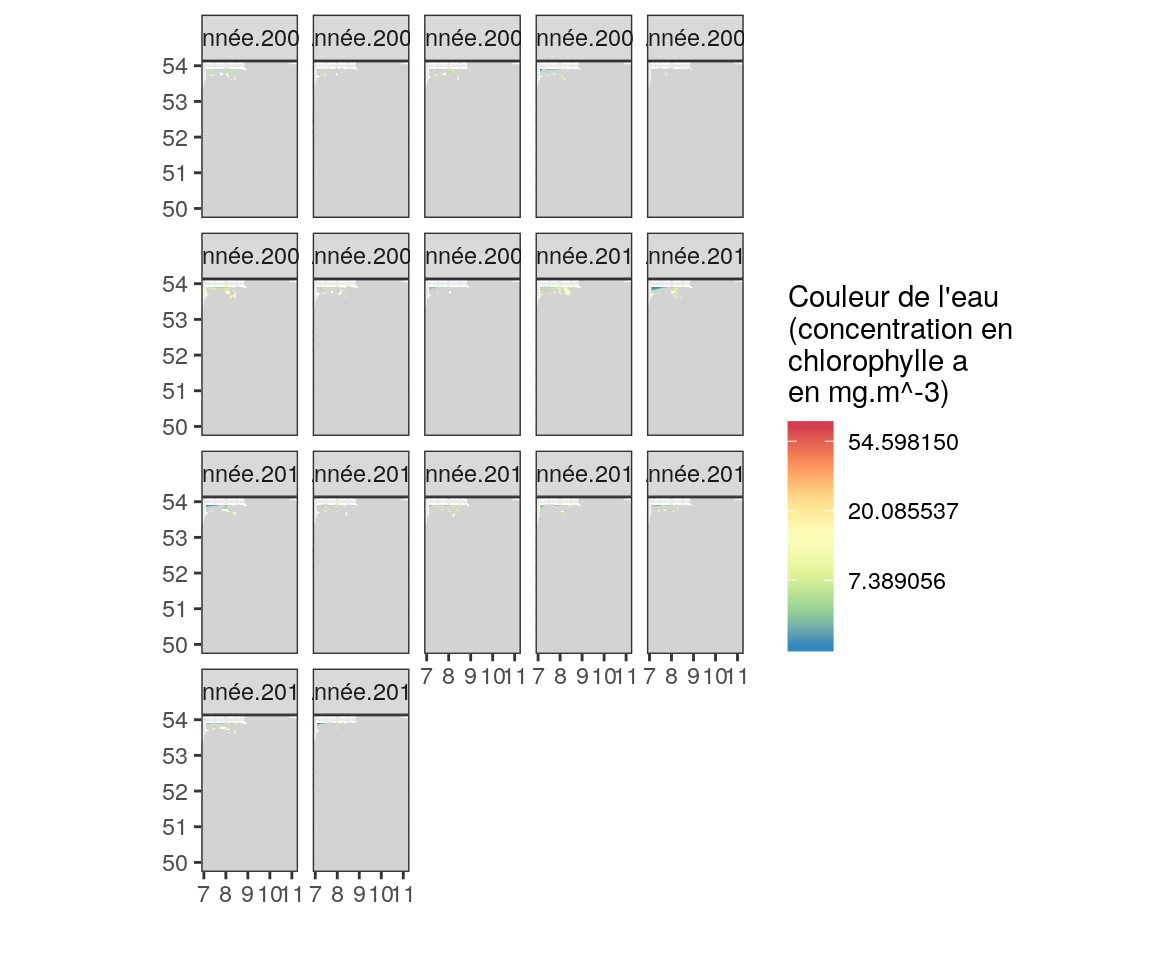 nnée.200 nnée.200 nnée.200 nnée.200 nnée.200
54
53
52
51
50
nnée.200 nnée.200 nnée.200 nnée.201 nnée.201
54
53
52
51
50
nnée.201 nnée.201 nnée.201 nnée.201 nnée.201
54
53
52
51
50
7 8 9 10 11 7 8 9 10 11 7 8 9 10 11
nnée.201 nnée.201
54
53
52
51
50
7 8 9 10 11 7 8 9 10 11
Couleur de l'eau
(concentration en
chlorophylle a
en mg.m^-3)
54.598150
20.085537
7.389056